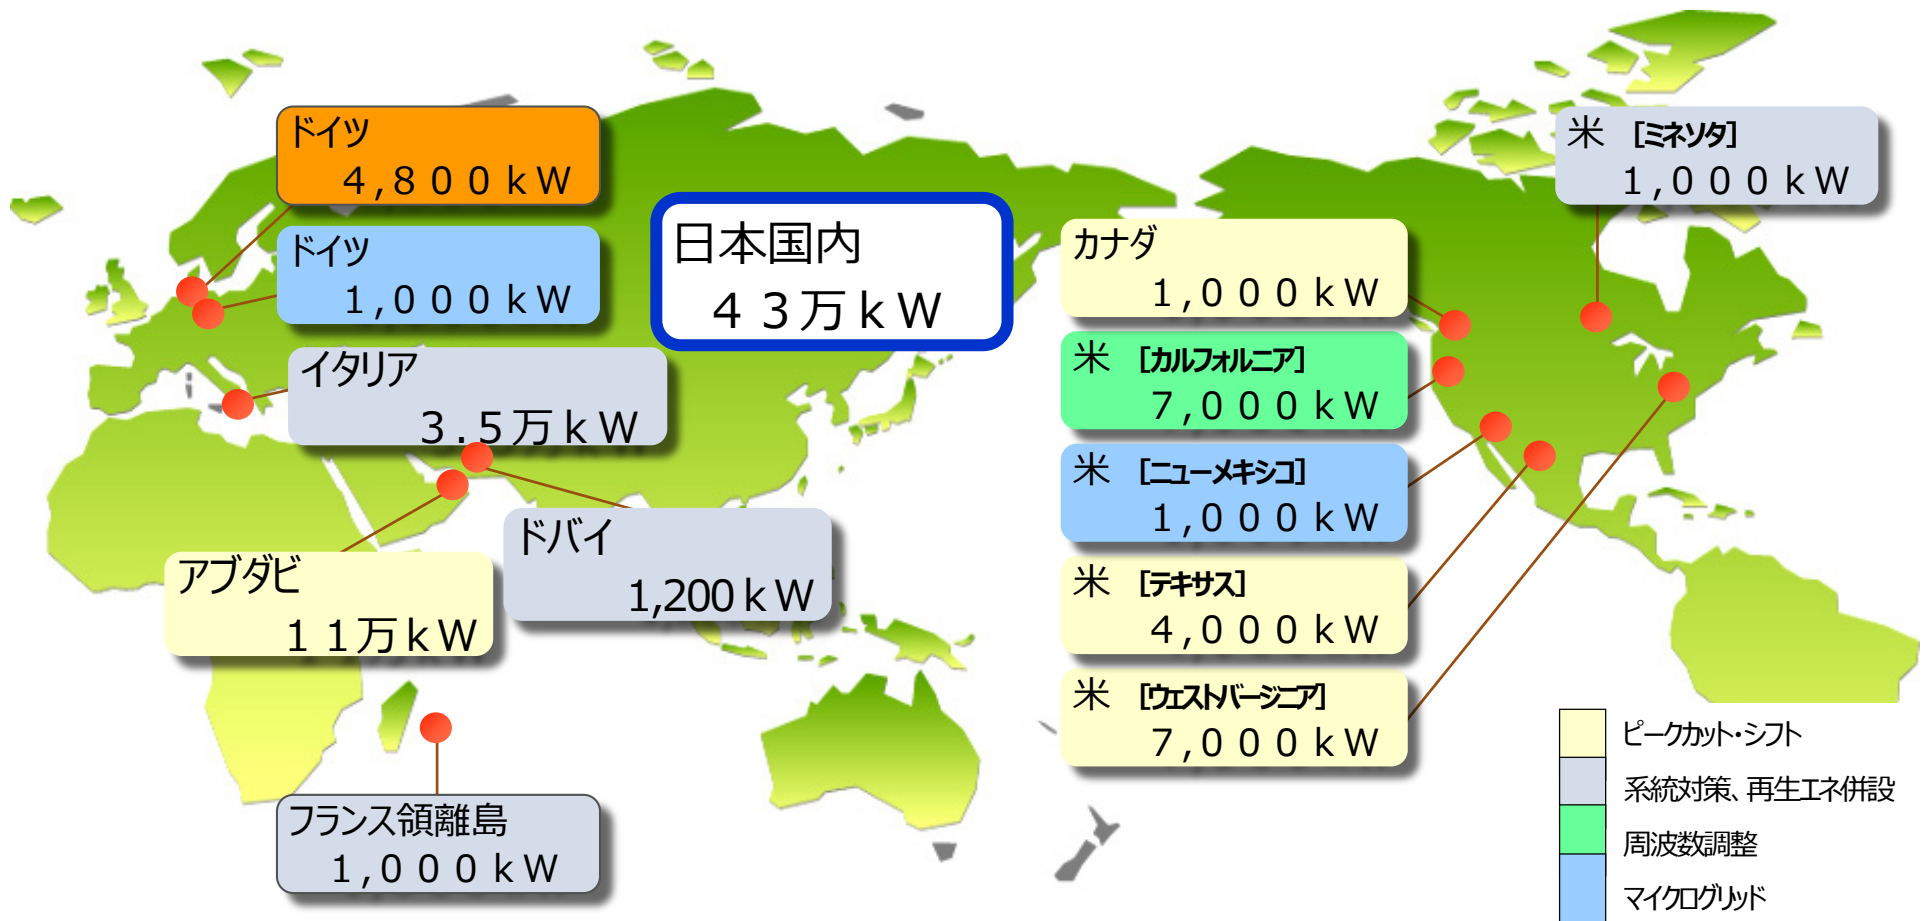 ドイツ
４,８００ｋＷ
ドイツ
１,０００ｋＷ
イタリア
３.５万ｋＷ
日本国内
４３万ｋＷ
アブダビ
１１万ｋＷ
ドバイ
1,200ｋＷ
フランス領離島
１,０００ｋＷ
カナダ
１,０００ｋＷ
米 [カルフォルニア]
７,０００ｋＷ
米 [ニューメキシコ]
１,０００ｋＷ
米 [テキサス]
４,０００ｋＷ
米 [ウェストバージニア]
７,０００ｋＷ
米 [ミネソタ]
１,０００ｋＷ
ピークカット・シフト
系統対策、再生エネ併設
周波数調整
マイクログリッド